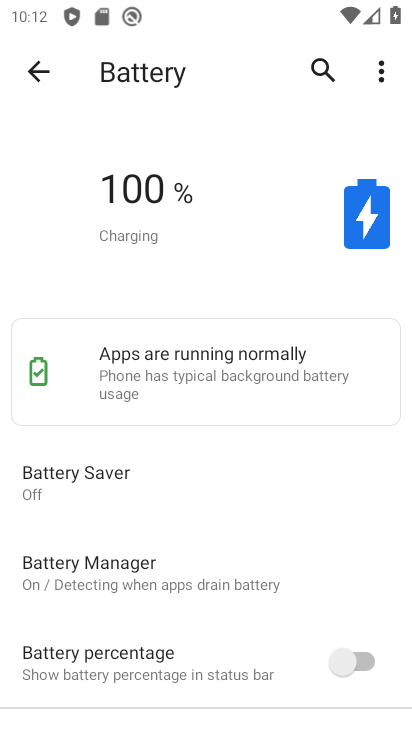 10:12
Battery
100 %
Charging
Apps are running normally
Phone has typical background battery
usage
Battery Saver
Off
Battery Manager
On / Detecting when apps drain battery
Battery percentage
Show battery percentage in status bar